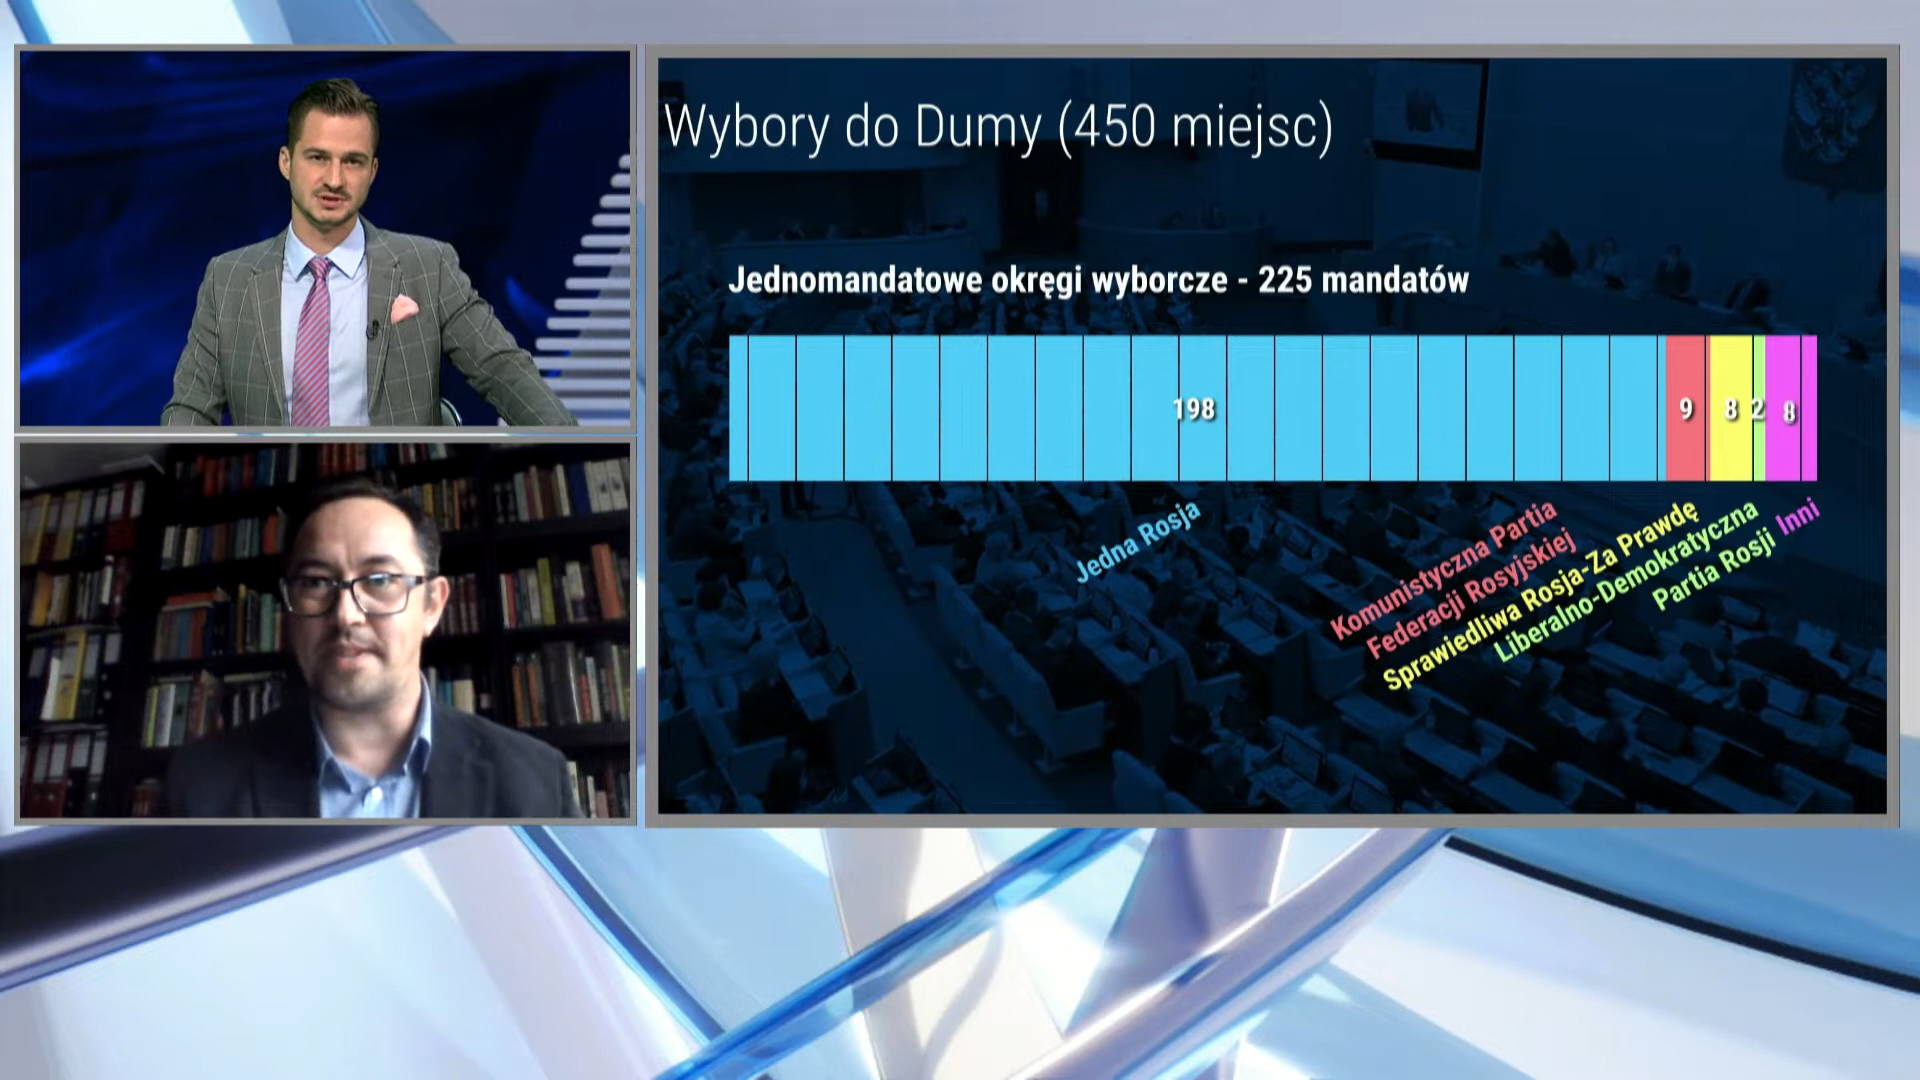 Wybory do Dumy (450 miejsc)
Jednomandatowe okręgi wyborcze - 225 mandatów
198
9
8
2
8
Jedna Rosja
Komunistyczna Partia
Federacji Rosyjskiej
Sprawiedliwa Rosja-Za Prawdę
Liberalno-Demokratyczna
Partia Rosji
Inni